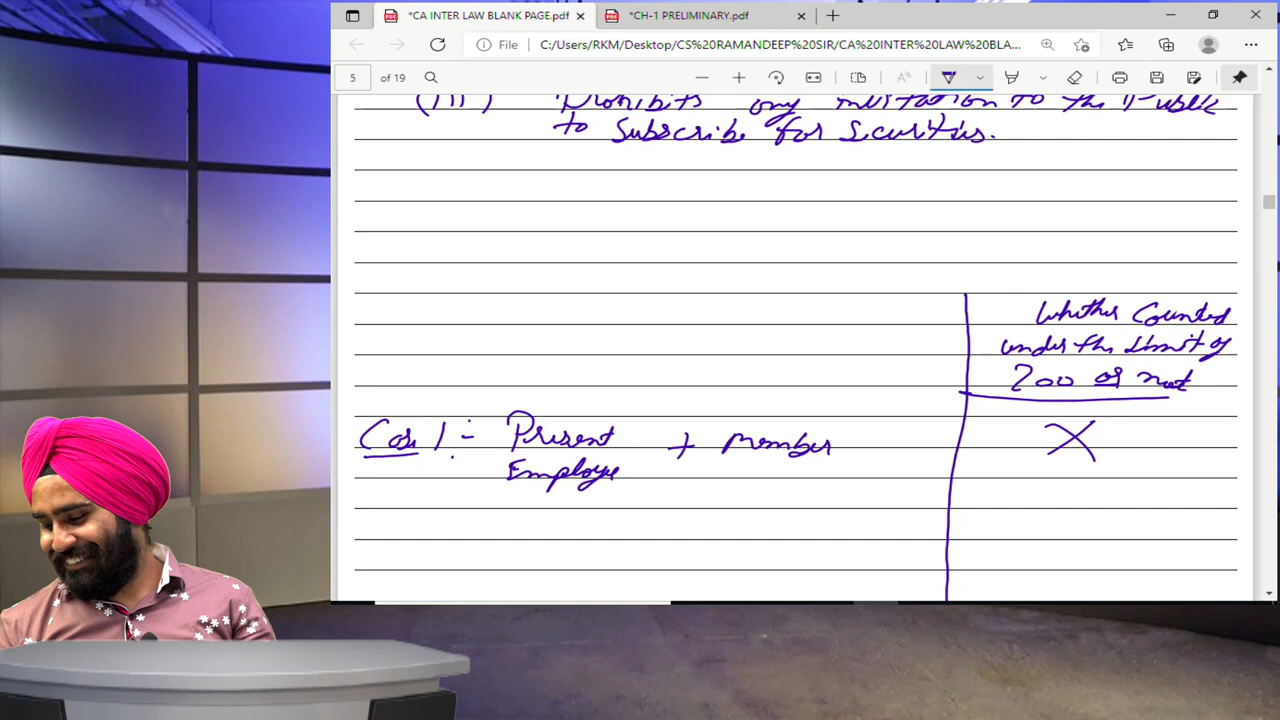 *CA INTER LAW BLANK PAGE.pdf
*CH-1 PRELIMINARY.pdf
File C:/Users/RKM/Desktop/CS%20RAMANDEEP%20SIR/CA%20INTER%20LAW%20BLA...
5 of 19
(III) Prohibits any invitation to the Public
to Subscribe for Securities.
Whether Counted
under the Limit of
200 or not
Case 1:- Present + member X
Employee